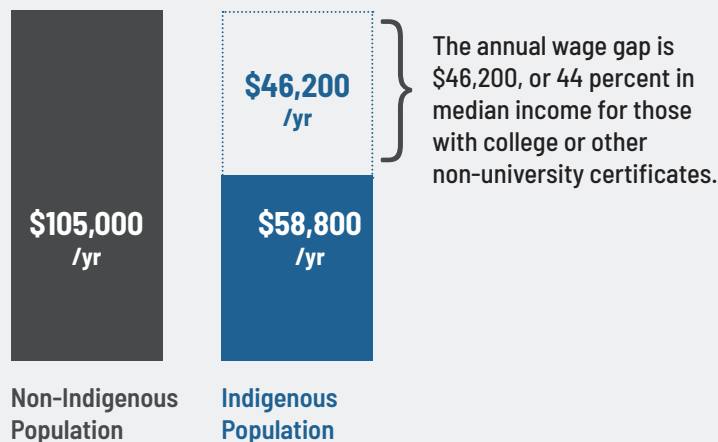 $105,000
/yr
$46,200
/yr
$58,800
/yr
The annual wage gap is
$46,200, or 44 percent in
median income for those
with college or other
non-university certificates.
Non-Indigenous
Population
Indigenous
Population